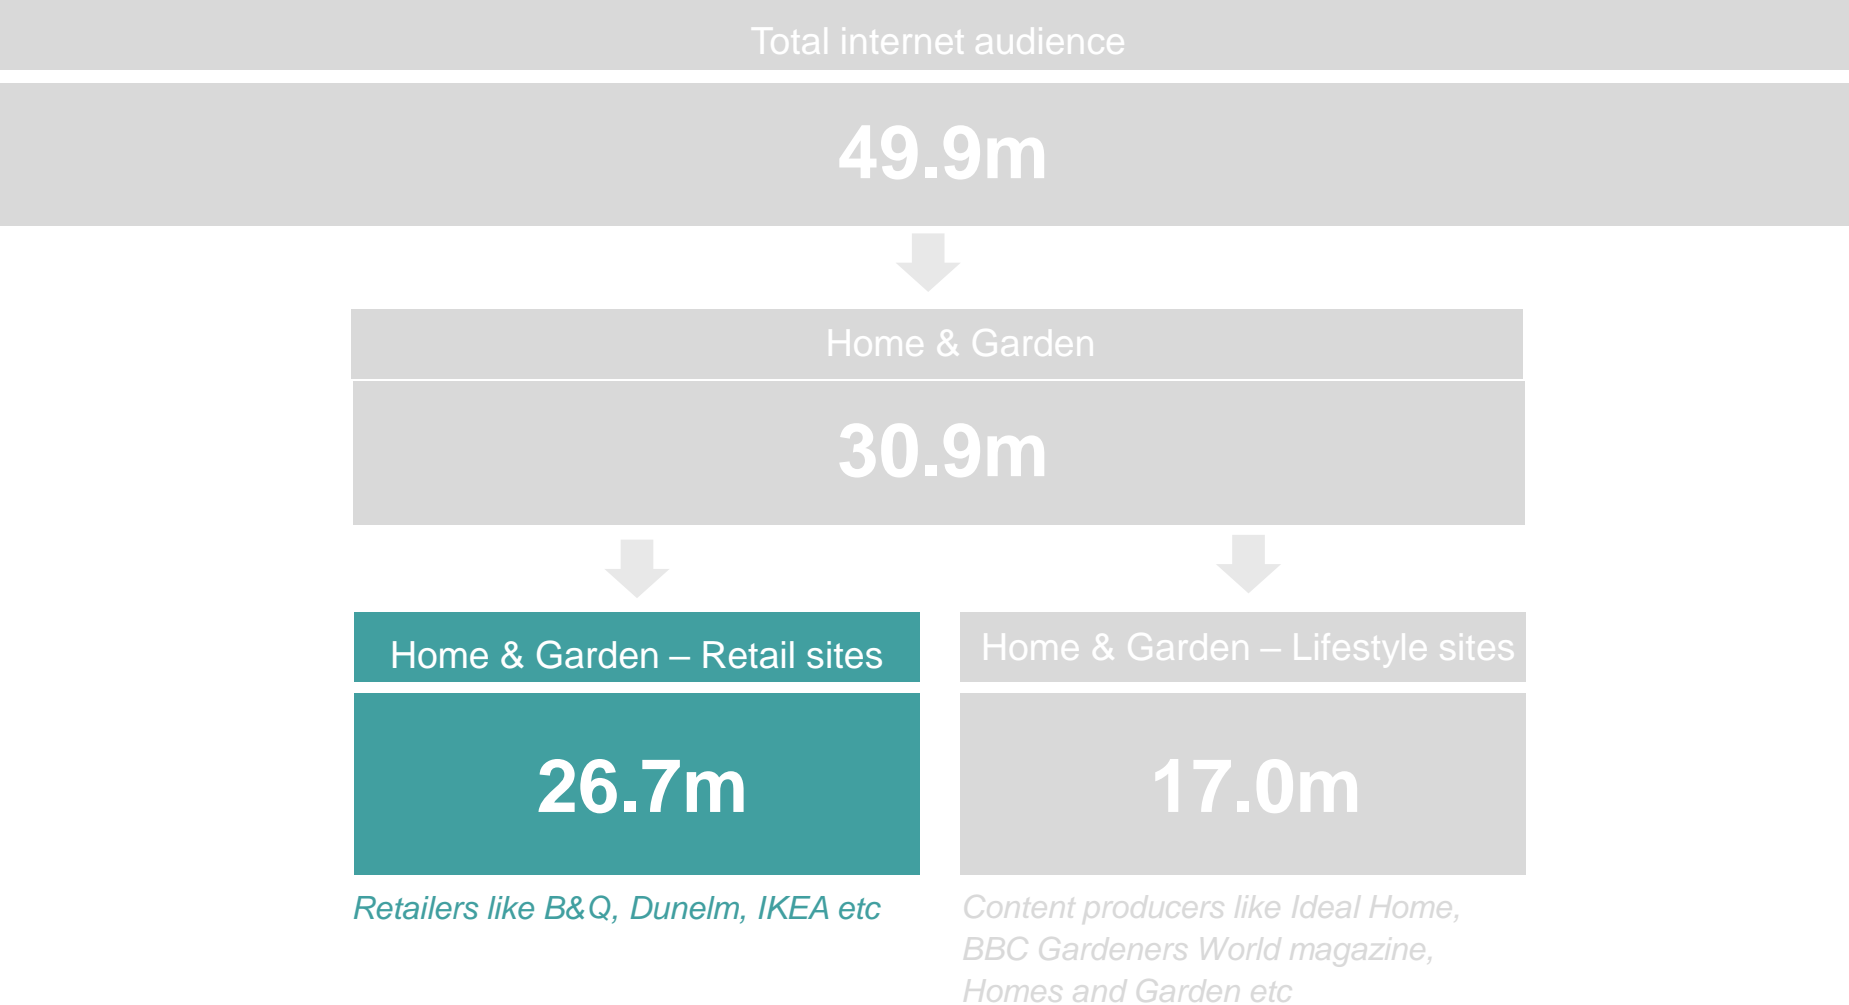 Total internet audience
49.9m
Home & Garden
30.9m
Home & Garden – Retail sites
26.7m
Retailers like B&Q, Dunelm, IKEA etc
Home & Garden – Lifestyle sites
17.0m
Content producers like Ideal Home,
BBC Gardeners World magazine,
Homes and Garden etc